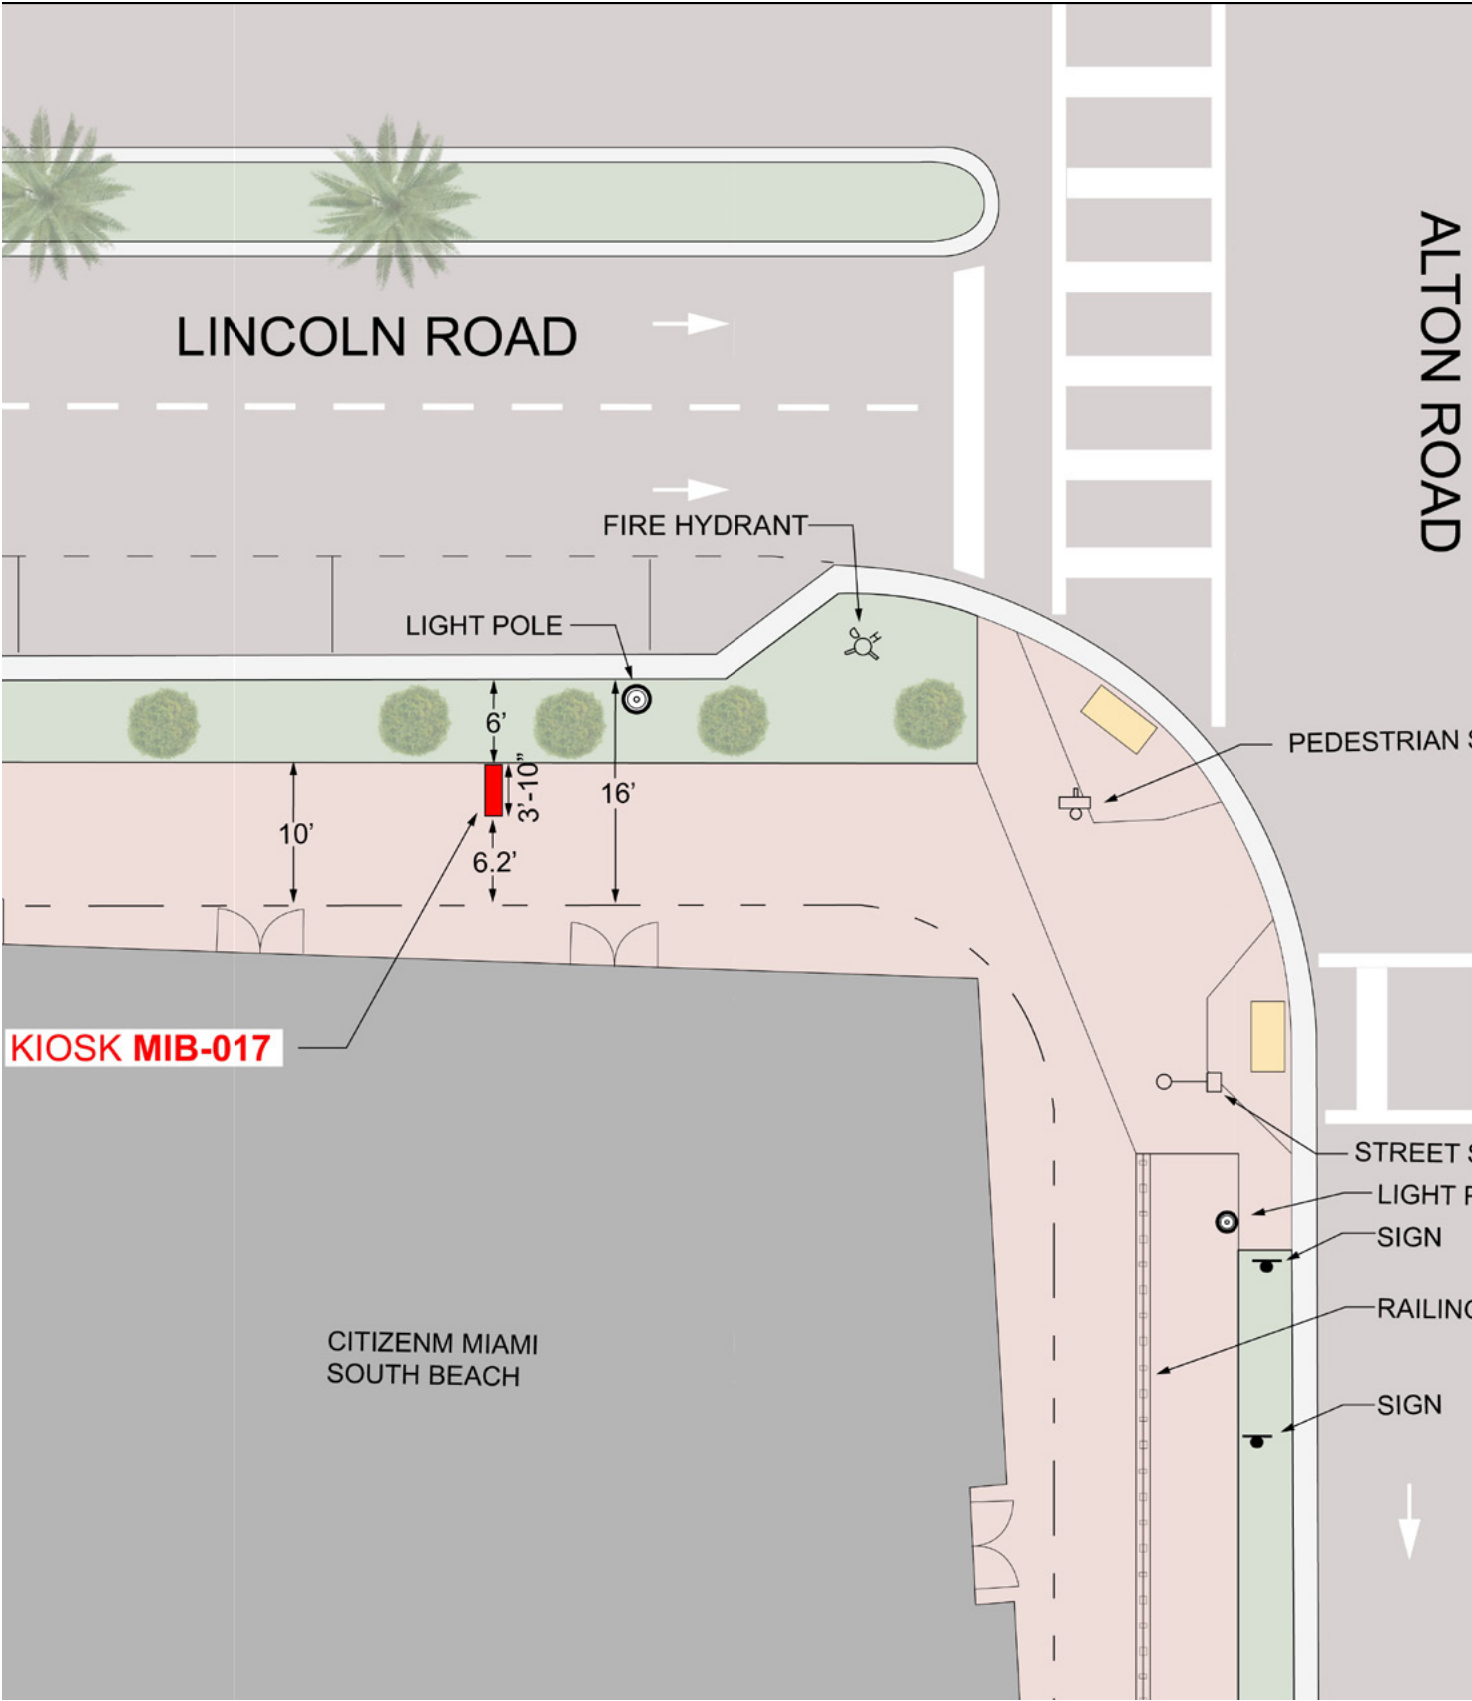 ALTON ROAD
LINCOLN ROAD
FIRE HYDRANT
LIGHT POLE
6’
3’-10”
16’
10’
6.2’
PEDESTRIAN
KIOSK MIB-017
STREET
LIGHT
SIGN
RAILING
SIGN
CITIZENM MIAMI
SOUTH BEACH